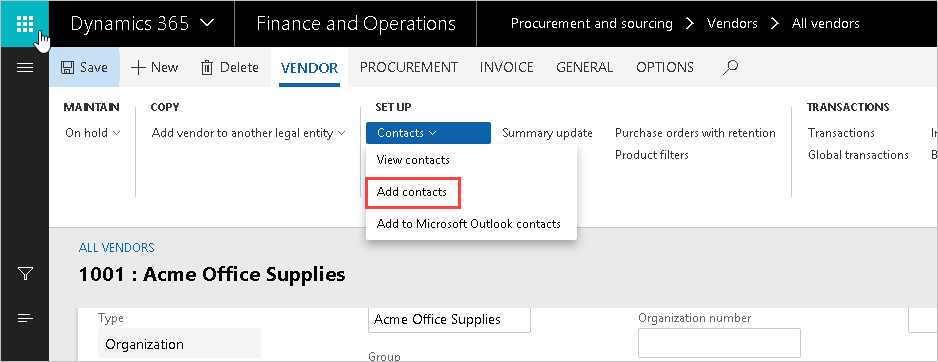 Dynamics 365 Finance and Operations Procurement and sourcing Vendors All vendors
Save New Delete VENDOR PROCUREMENT INVOICE GENERAL OPTIONS
MAINTAIN COPY SET UP TRANSACTIONS
On hold Add vendor to another legal entity Contacts Summary update Purchase orders with retention Transactions
Product filters Global transactions
View contacts
Add contacts
Add to Microsoft Outlook contacts
ALL VENDORS
1001 : Acme Office Supplies
Type Acme Office Supplies Organization number
Organization
Group